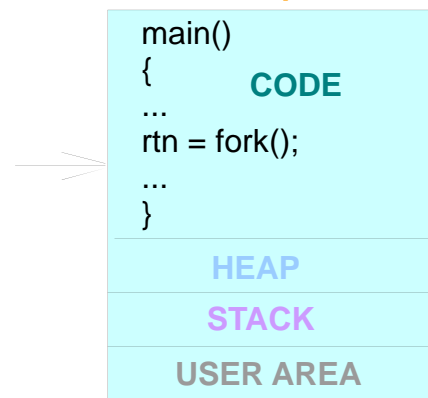 main()
{
CODE
...
rtn = fork();
...
}
HEAP
STACK
USER AREA